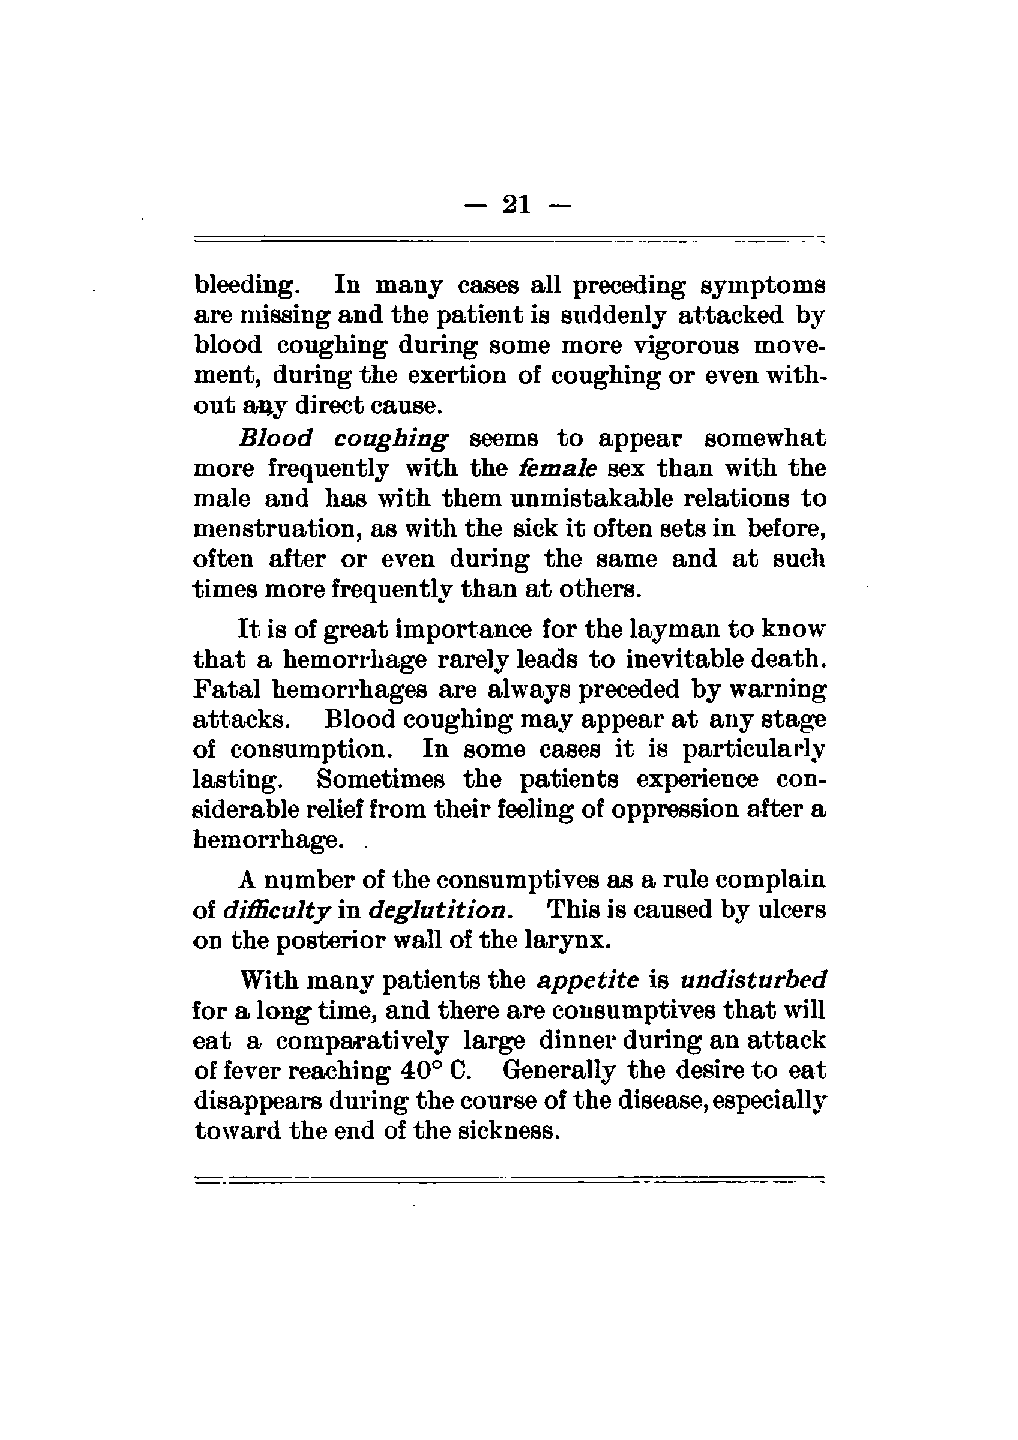 — 21 —
bleeding. In many cases all preceding symptoms
are missing and the patient is suddenly attacked by
blood coughing during some more vigorous move-
ment, during the exertion of coughing or even with-
out any direct cause.
Blood coughing seems to appear somewhat
more frequently with the female sex than with the
male and has with them unmistakable relations to
menstruation, as with the sick it often sets in before,
often after or even during the same and at such
times more frequently than at others.
It is of great importance for the layman to know
that a hemorrhage rarely leads to inevitable death.
Fatal hemorrhages are always preceded by warning
attacks. Blood coughing may appear at any stage
of consumption. In some cases it is particularly
lasting. Sometimes the patients experience con-
siderable relief from their feeling of oppression after a
hemorrhage.
A number of the consumptives as a rule complain
of difficulty in deglutition. This is caused by ulcers
on the posterior wall of the larynx.
With many patients the appetite is undisturbed
for a long time, and there are consumptives that will
eat a comparatively large dinner during an attack
of fever reaching 40° C. Generally the desire to eat
disappears during the course of the disease, especially
toward the end of the sickness.